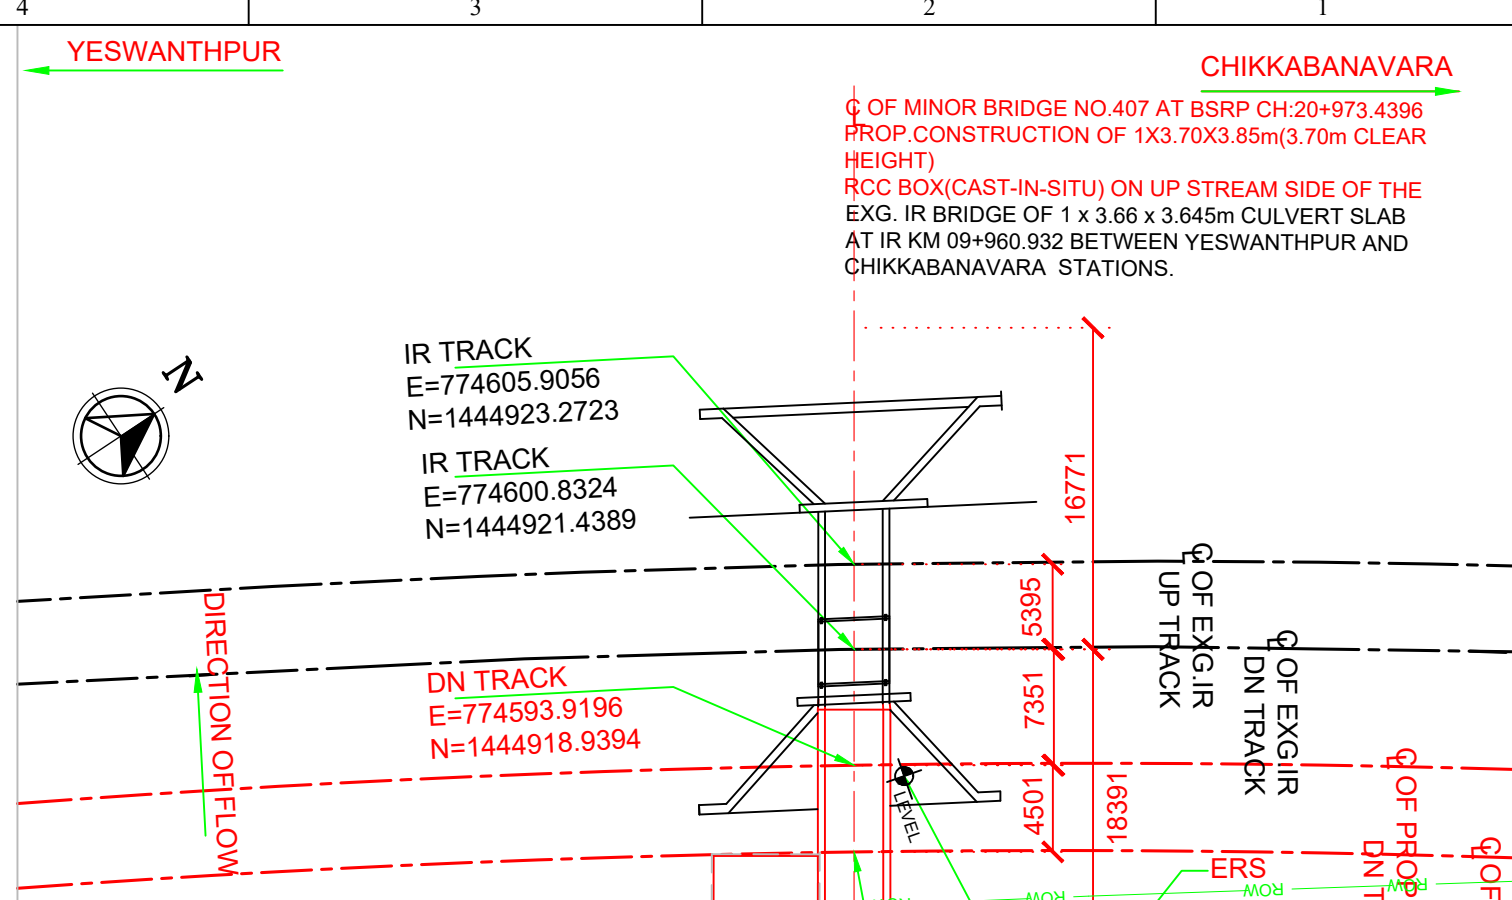 4 3 2 1
YESWANTHPUR
CHIKKABANAVARA
℄ OF MINOR BRIDGE NO.407 AT BSRP CH:20+973.4396
PROP.CONSTRUCTION OF 1X3.70X3.85m(3.70m CLEAR
HEIGHT)
RCC BOX(CAST-IN-SITU) ON UP STREAM SIDE OF THE
EXG. IR BRIDGE OF 1 x 3.66 x 3.645m CULVERT SLAB
AT IR KM 09+960.932 BETWEEN YESWANTHPUR AND
CHIKKABANAVARA STATIONS.
N
IR TRACK
E=774605.9056
N=1444923.2723
IR TRACK
E=774600.8324
N=1444921.4389
DN TRACK
E=774593.9196
N=1444918.9394
DIRECTION OF FLOW
16771
5395
7351
4501
18391
LEVEL
℄ OF EXG.IR
UP TRACK
℄ OF EXG.IR
DN TRACK
℄ OF PROP
DN T
℄ OF
ERS
ROW
ROW
ROW